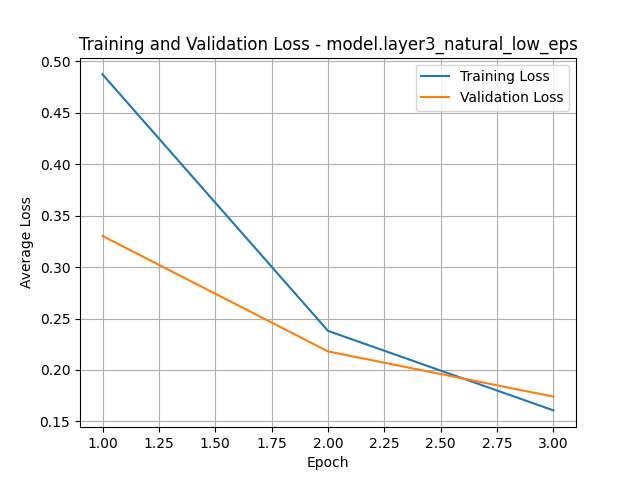 Training and Validation Loss - model.layer3_natural_low_eps
Training Loss
Validation Loss
0.50
0.45
0.40
0.35
0.30
0.25
0.20
0.15
Average Loss
1.00 1.25 1.50 1.75 2.00 2.25 2.50 2.75 3.00
Epoch